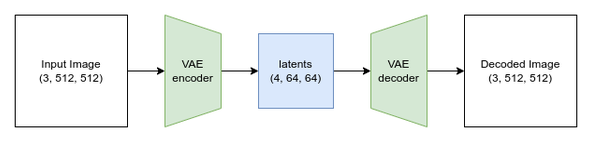 Input Image
(3, 512, 512)
VAE
encoder
latents
(4, 64, 64)
VAE
decoder
Decoded Image
(3, 512, 512)